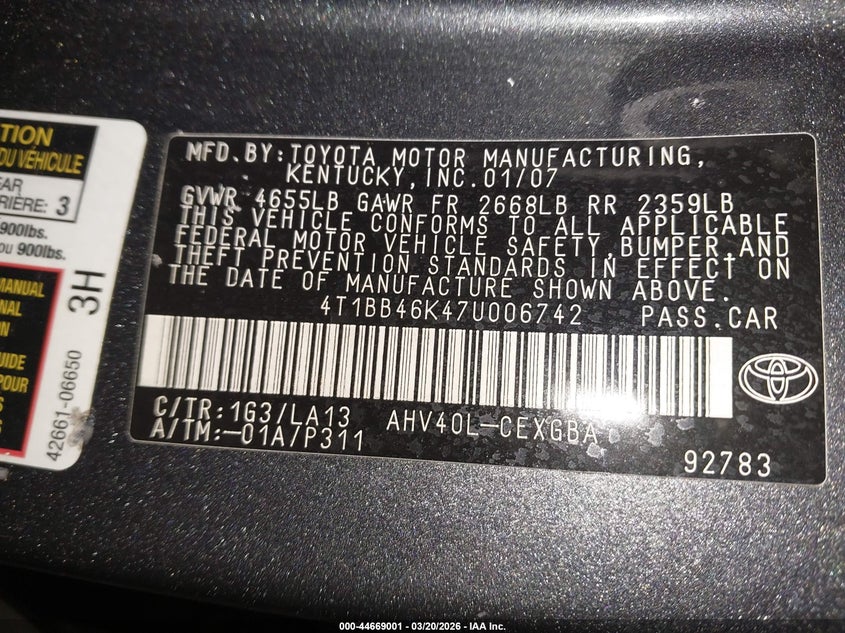 TION
DU VÉHICULE
EAR
RIÈRE: 3
900lbs.
ou 900lbs.
MANUAL
NAL
ON
UIDE
POUR
S
3H
42661-06650
MFD.BY:TOYOTA MOTOR MANUFACTURING,
KENTUCKY,INC.01/07
GVWR 4655LB GAWR FR 2668LB RR 2359LB
THIS VEHICLE CONFORMS TO ALL APPLICABLE
FEDERAL MOTOR VEHICLE SAFETY,BUMPER,AND
THEFT PREVENTION STANDARDS IN EFFECT ON
THE DATE OF MANUFACTURE SHOWN ABOVE.
4T1BB46K47U006742 PASS.CAR
C/TR:1G3/LA13 AHV40L-CEXGBA
A/TM:-01A/P311
92783
000-44669001 - 03/20/2026 - IAA Inc.